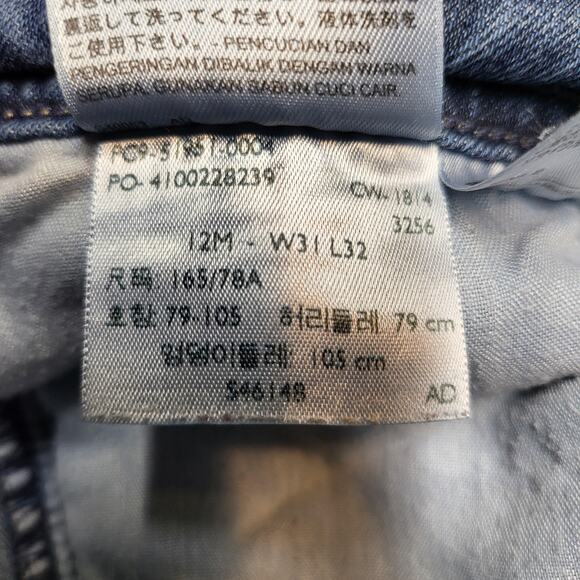 裏返して洗ってください。液体洗剤を
ご使用下さい。 - PENCUCIAN DAN
PENGERINGAN DIBALIK DENGAN WARNA
SERUPA. GUNAKAN SABUN CUCI CAIR.
PO- 4100228239
CW- 1814
3256
12M - W31 L32
尺码: 165/78A
호칭 79-105 허리둘레 79 cm
엉덩이둘레 105 cm
546148 AD